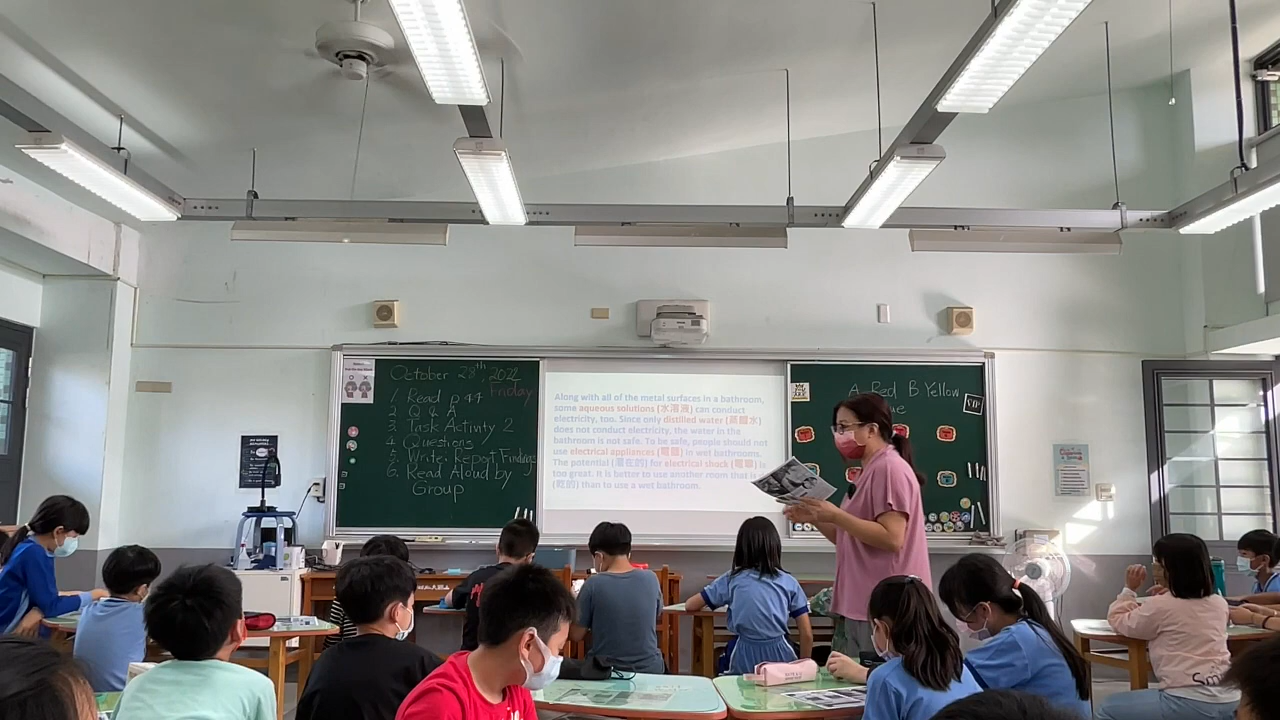 October 28th, 2022
Friday
1. Read p 44
2. Q & A
3. Task Activity 2
4. Questions
5. Write Report Findings
6. Read Aloud by
Group
Along with all of the metal surfaces in a bathroom,
some aqueous solutions (水溶液) can conduct
electricity, too. Since only distilled water (蒸餾水)
does not conduct electricity, the water in the
bathroom is not safe. To be safe, people should not
use electrical appliances (電器) in wet bathrooms.
The potential (潛在的) for electrical shock (電擊) is
too great. It is better to use another room that is
(乾的) than to use a wet bathroom.
A Red B Yellow
VIP
Sm